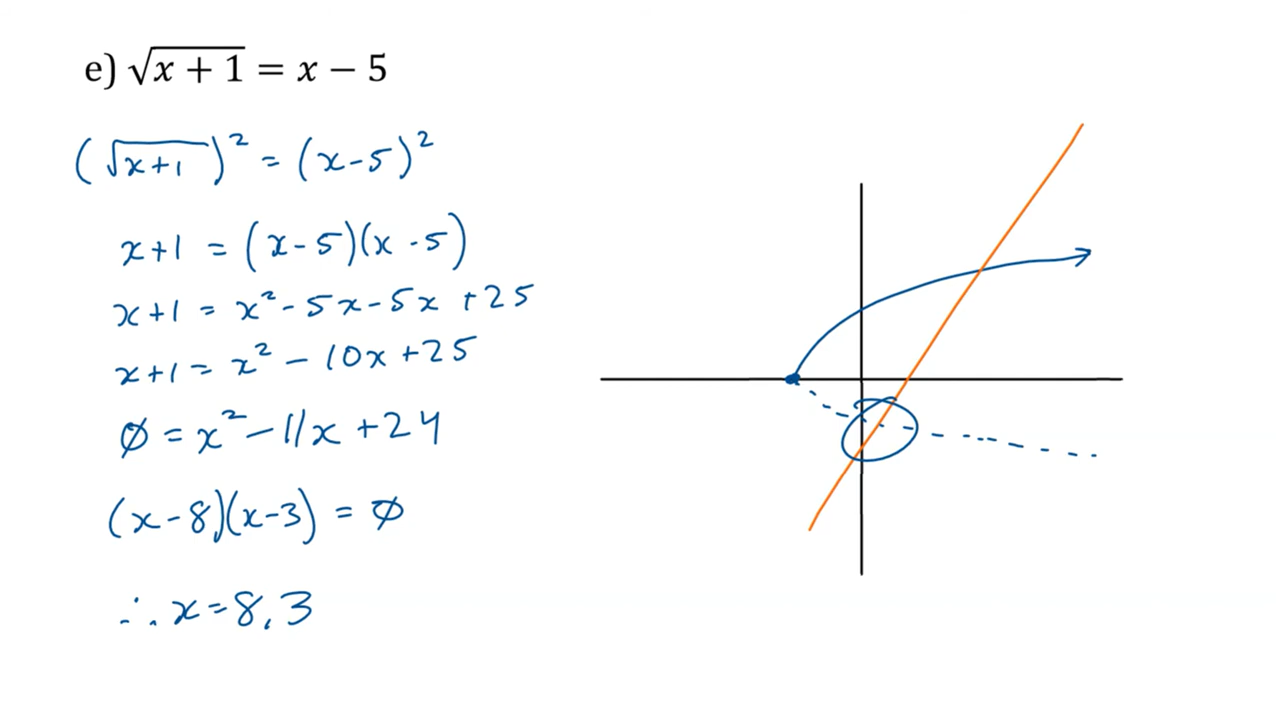 e) √x + 1 = x − 5
(√x+1)² = (x-5)²
x+1 = (x-5)(x-5)
x+1 = x²-5x-5x+25
x+1 = x²-10x+25
∅ = x²-11x+24
(x-8)(x-3) = ∅
∴ x=8,3